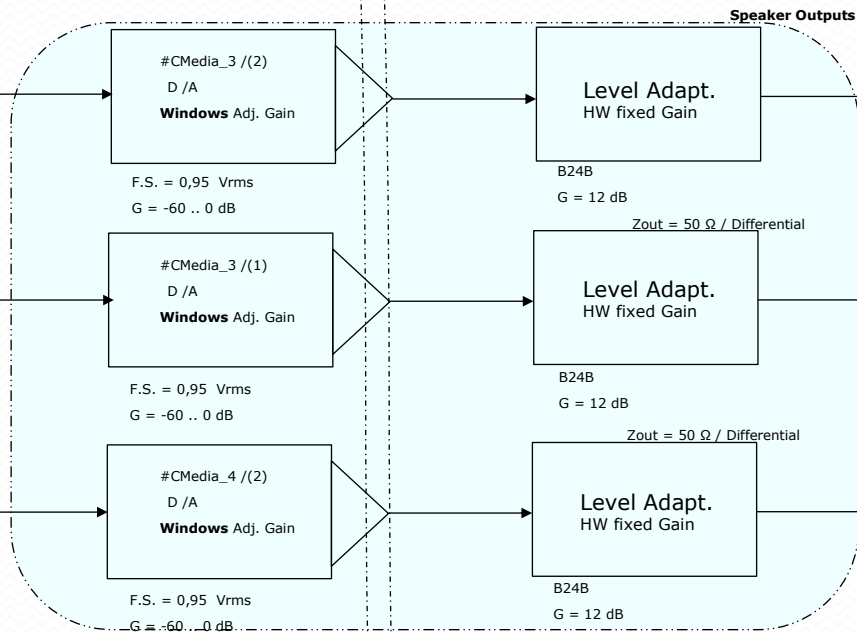 Speaker Outputs
#CMedia_3 /(2)
D /A
Windows Adj. Gain
F.S. = 0,95 Vrms
G = -60 .. 0 dB
Level Adapt.
HW fixed Gain
B24B
G = 12 dB
Zout = 50 Ω / Differential
#CMedia_3 /(1)
D /A
Windows Adj. Gain
F.S. = 0,95 Vrms
G = -60 .. 0 dB
Level Adapt.
HW fixed Gain
B24B
G = 12 dB
Zout = 50 Ω / Differential
#CMedia_4 /(2)
D /A
Windows Adj. Gain
F.S. = 0,95 Vrms
G = -60 .. 0 dB
Level Adapt.
HW fixed Gain
B24B
G = 12 dB